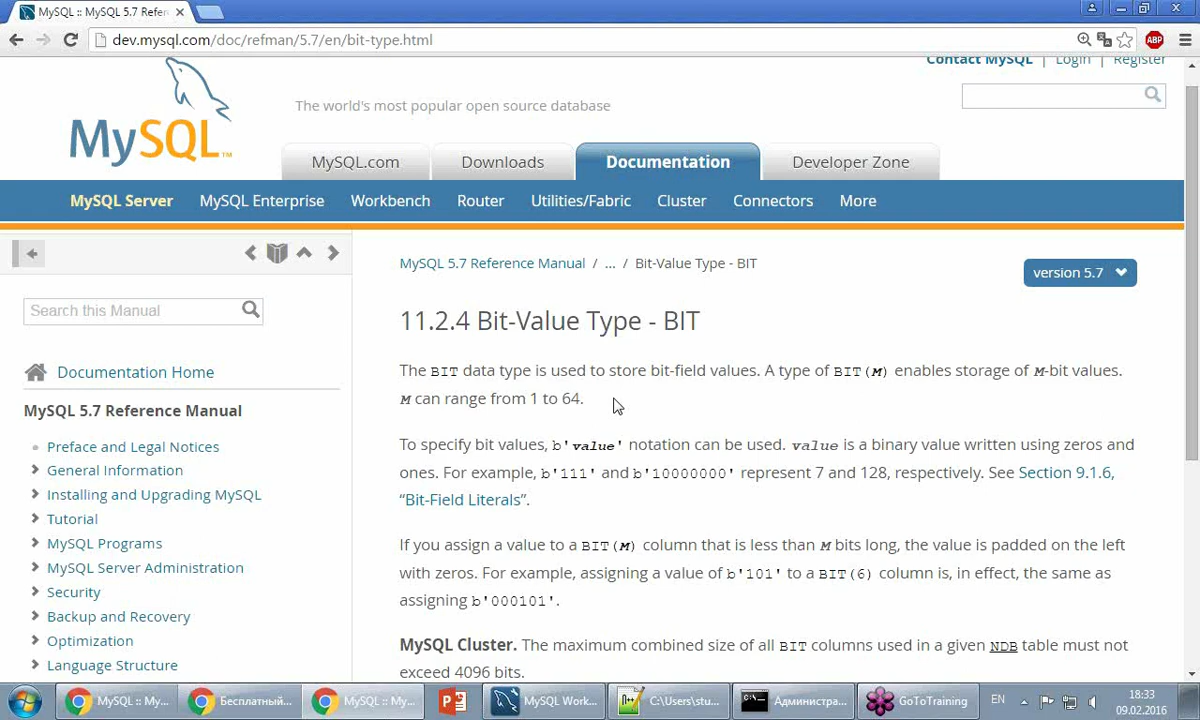 MySQL :: MySQL 5.7 Refer
dev.mysql.com/doc/refman/5.7/en/bit-type.html
ABP
Contact MySQL | Login | Register
MySQL™
The world's most popular open source database
MySQL.com
Downloads
Documentation
Developer Zone
MySQL Server
MySQL Enterprise
Workbench
Router
Utilities/Fabric
Cluster
Connectors
More
Search this Manual
Documentation Home
MySQL 5.7 Reference Manual
Preface and Legal Notices
General Information
Installing and Upgrading MySQL
Tutorial
MySQL Programs
MySQL Server Administration
Security
Backup and Recovery
Optimization
Language Structure
MySQL 5.7 Reference Manual / ... / Bit-Value Type - BIT
version 5.7
11.2.4 Bit-Value Type - BIT
The BIT data type is used to store bit-field values. A type of BIT(M) enables storage of M-bit values.
M can range from 1 to 64.
To specify bit values, b'value' notation can be used. value is a binary value written using zeros and
ones. For example, b'111' and b'10000000' represent 7 and 128, respectively. See Section 9.1.6,
“Bit-Field Literals”.
If you assign a value to a BIT(M) column that is less than M bits long, the value is padded on the left
with zeros. For example, assigning a value of b'101' to a BIT(6) column is, in effect, the same as
assigning b'000101'.
MySQL Cluster. The maximum combined size of all BIT columns used in a given NDB table must not
exceed 4096 bits.
MySQL :: My...
Бесплатный...
MySQL :: My...
MySQL Work...
C:\Users\stu...
Администра...
GoToTraining
EN
18:33
09.02.2016